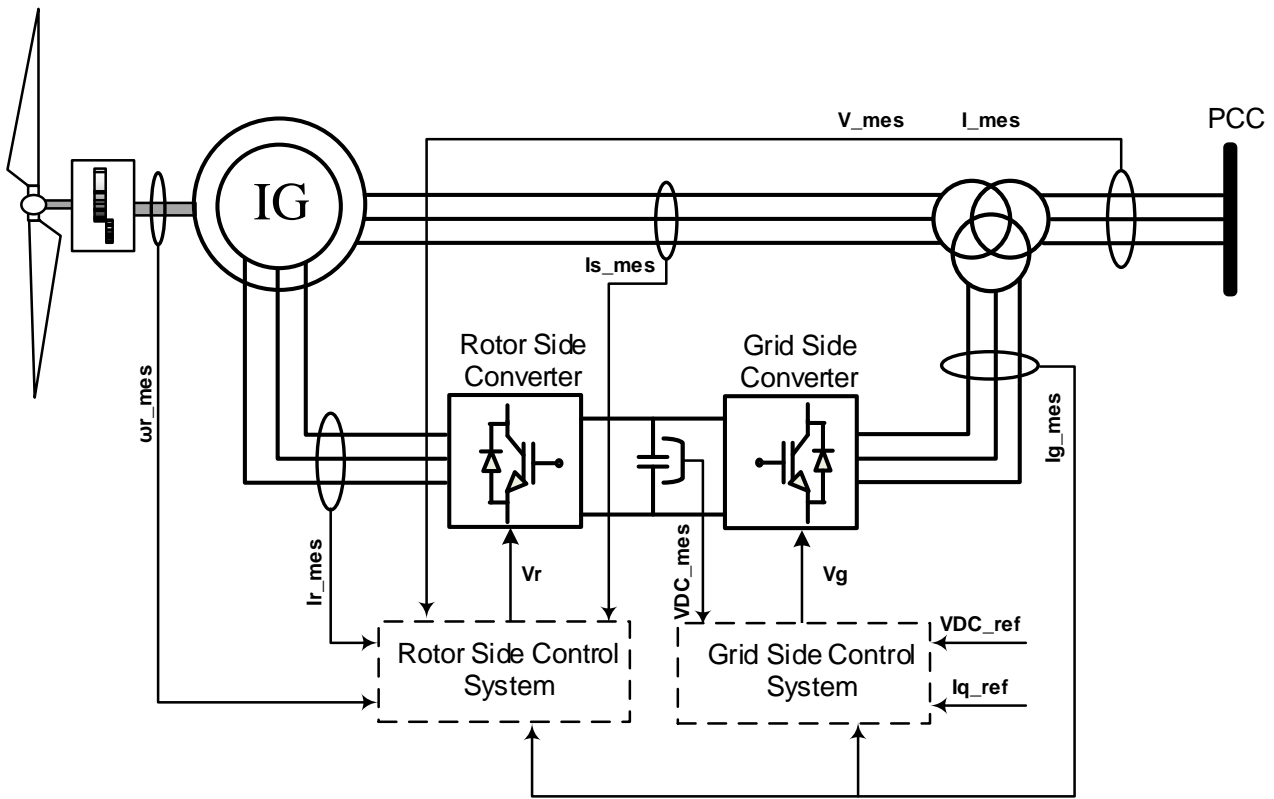 V_mes I_mes
PCC
IG
Is_mes
Rotor Side
Converter
Grid Side
Converter
ωr_mes
Ig_mes
Ir_mes
Vr
VDC_mes
Vg
Rotor Side Control
System
Grid Side Control
System
VDC_ref
Iq_ref